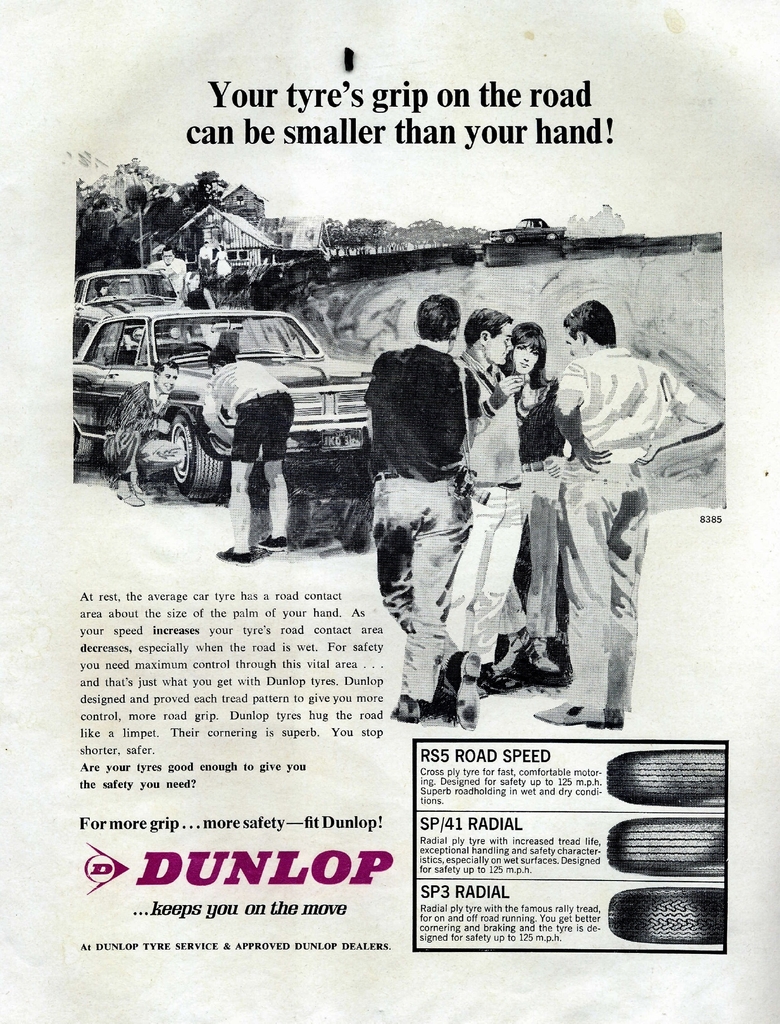 Your tyre's grip on the road
can be smaller than your hand!
8385
At rest, the average car tyre has a road contact
area about the size of the palm of your hand. As
your speed increases your tyre's road contact area
decreases, especially when the road is wet. For safety
you need maximum control through this vital area . . .
and that's just what you get with Dunlop tyres. Dunlop
designed and proved each tread pattern to give you more
control, more road grip. Dunlop tyres hug the road
like a limpet. Their cornering is superb. You stop
shorter, safer.
Are your tyres good enough to give you
the safety you need?
For more grip . . . more safety—fit Dunlop!
D DUNLOP
...keeps you on the move
At DUNLOP TYRE SERVICE & APPROVED DUNLOP DEALERS.
RS5 ROAD SPEED
Cross ply tyre for fast, comfortable motor-
ing. Designed for safety up to 125 m.p.h.
Superb roadholding in wet and dry condi-
tions.
SP/41 RADIAL
Radial ply tyre with increased tread life,
exceptional handling and safety character-
istics, especially on wet surfaces. Designed
for safety up to 125 m.p.h.
SP3 RADIAL
Radial ply tyre with the famous rally tread,
for on and off road running. You get better
cornering and braking and the tyre is de-
signed for safety up to 125 m.p.h.